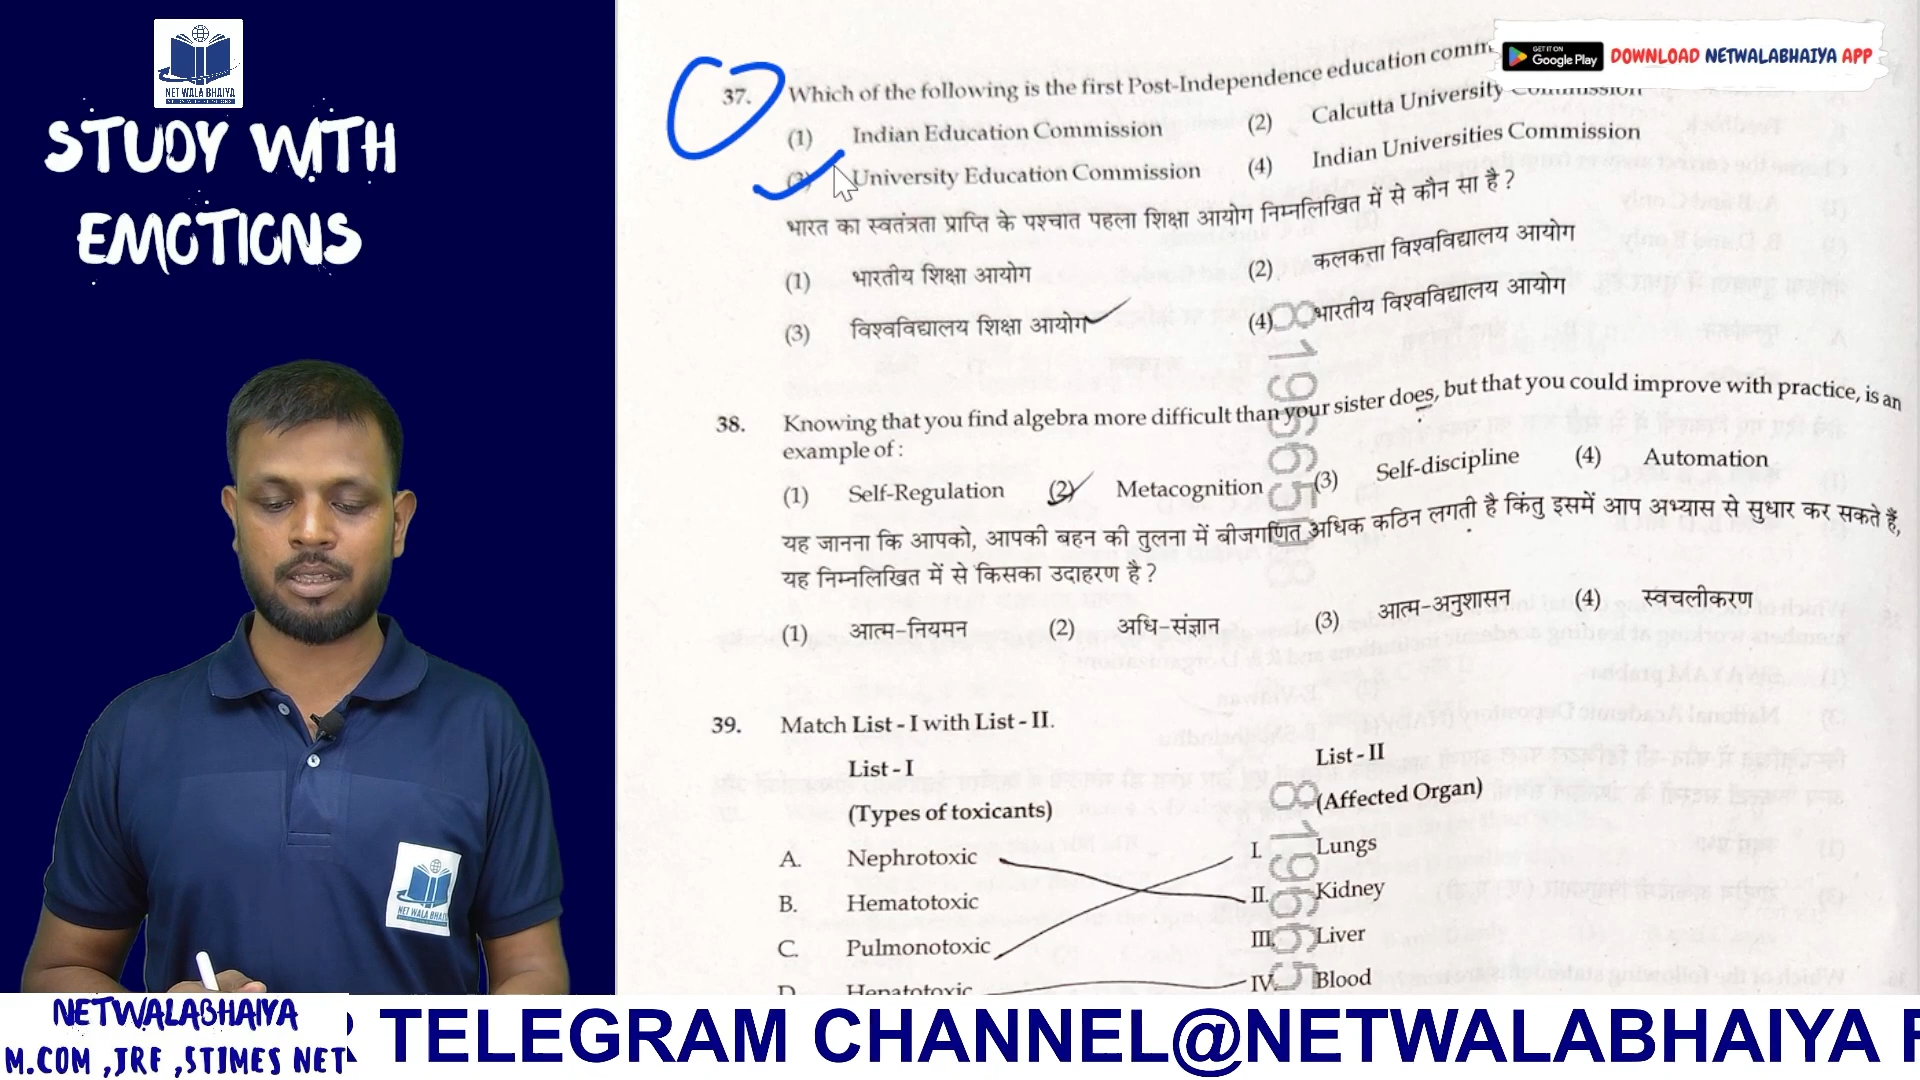 NET WALA BHAIYA
STUDY WITH
EMOTIONS
NET WALA BHAIYA
GET IT ON
Google Play
DOWNLOAD NETWALABHAIYA APP
37. Which of the following is the first Post-Independence education comm
(1) Indian Education Commission (2) Calcutta University Commission
(3) University Education Commission (4) Indian Universities Commission
भारत का स्वतंत्रता प्राप्ति के पश्चात पहला शिक्षा आयोग निम्नलिखित में से कौन सा है ?
(1) भारतीय शिक्षा आयोग (2) कलकत्ता विश्वविद्यालय आयोग
(3) विश्वविद्यालय शिक्षा आयोग (4) भारतीय विश्वविद्यालय आयोग
38. Knowing that you find algebra more difficult than your sister does, but that you could improve with practice, is an
example of :
(1) Self-Regulation (2) Metacognition (3) Self-discipline (4) Automation
यह जानना कि आपको, आपकी बहन की तुलना में बीजगणित अधिक कठिन लगती है किंतु इसमें आप अभ्यास से सुधार कर सकते हैं,
यह निम्नलिखित में से किसका उदाहरण है ?
(1) आत्म-नियमन (2) अधि-संज्ञान (3) आत्म-अनुशासन (4) स्वचलीकरण
39. Match List - I with List - II.
List - I List - II
(Types of toxicants) (Affected Organ)
A. Nephrotoxic I. Lungs
B. Hematotoxic II. Kidney
C. Pulmonotoxic III. Liver
D. Hepatotoxic IV. Blood
NETWALABHAIYA
M.COM ,JRF ,5TIMES NET
TELEGRAM CHANNEL@NETWALABHAIYA